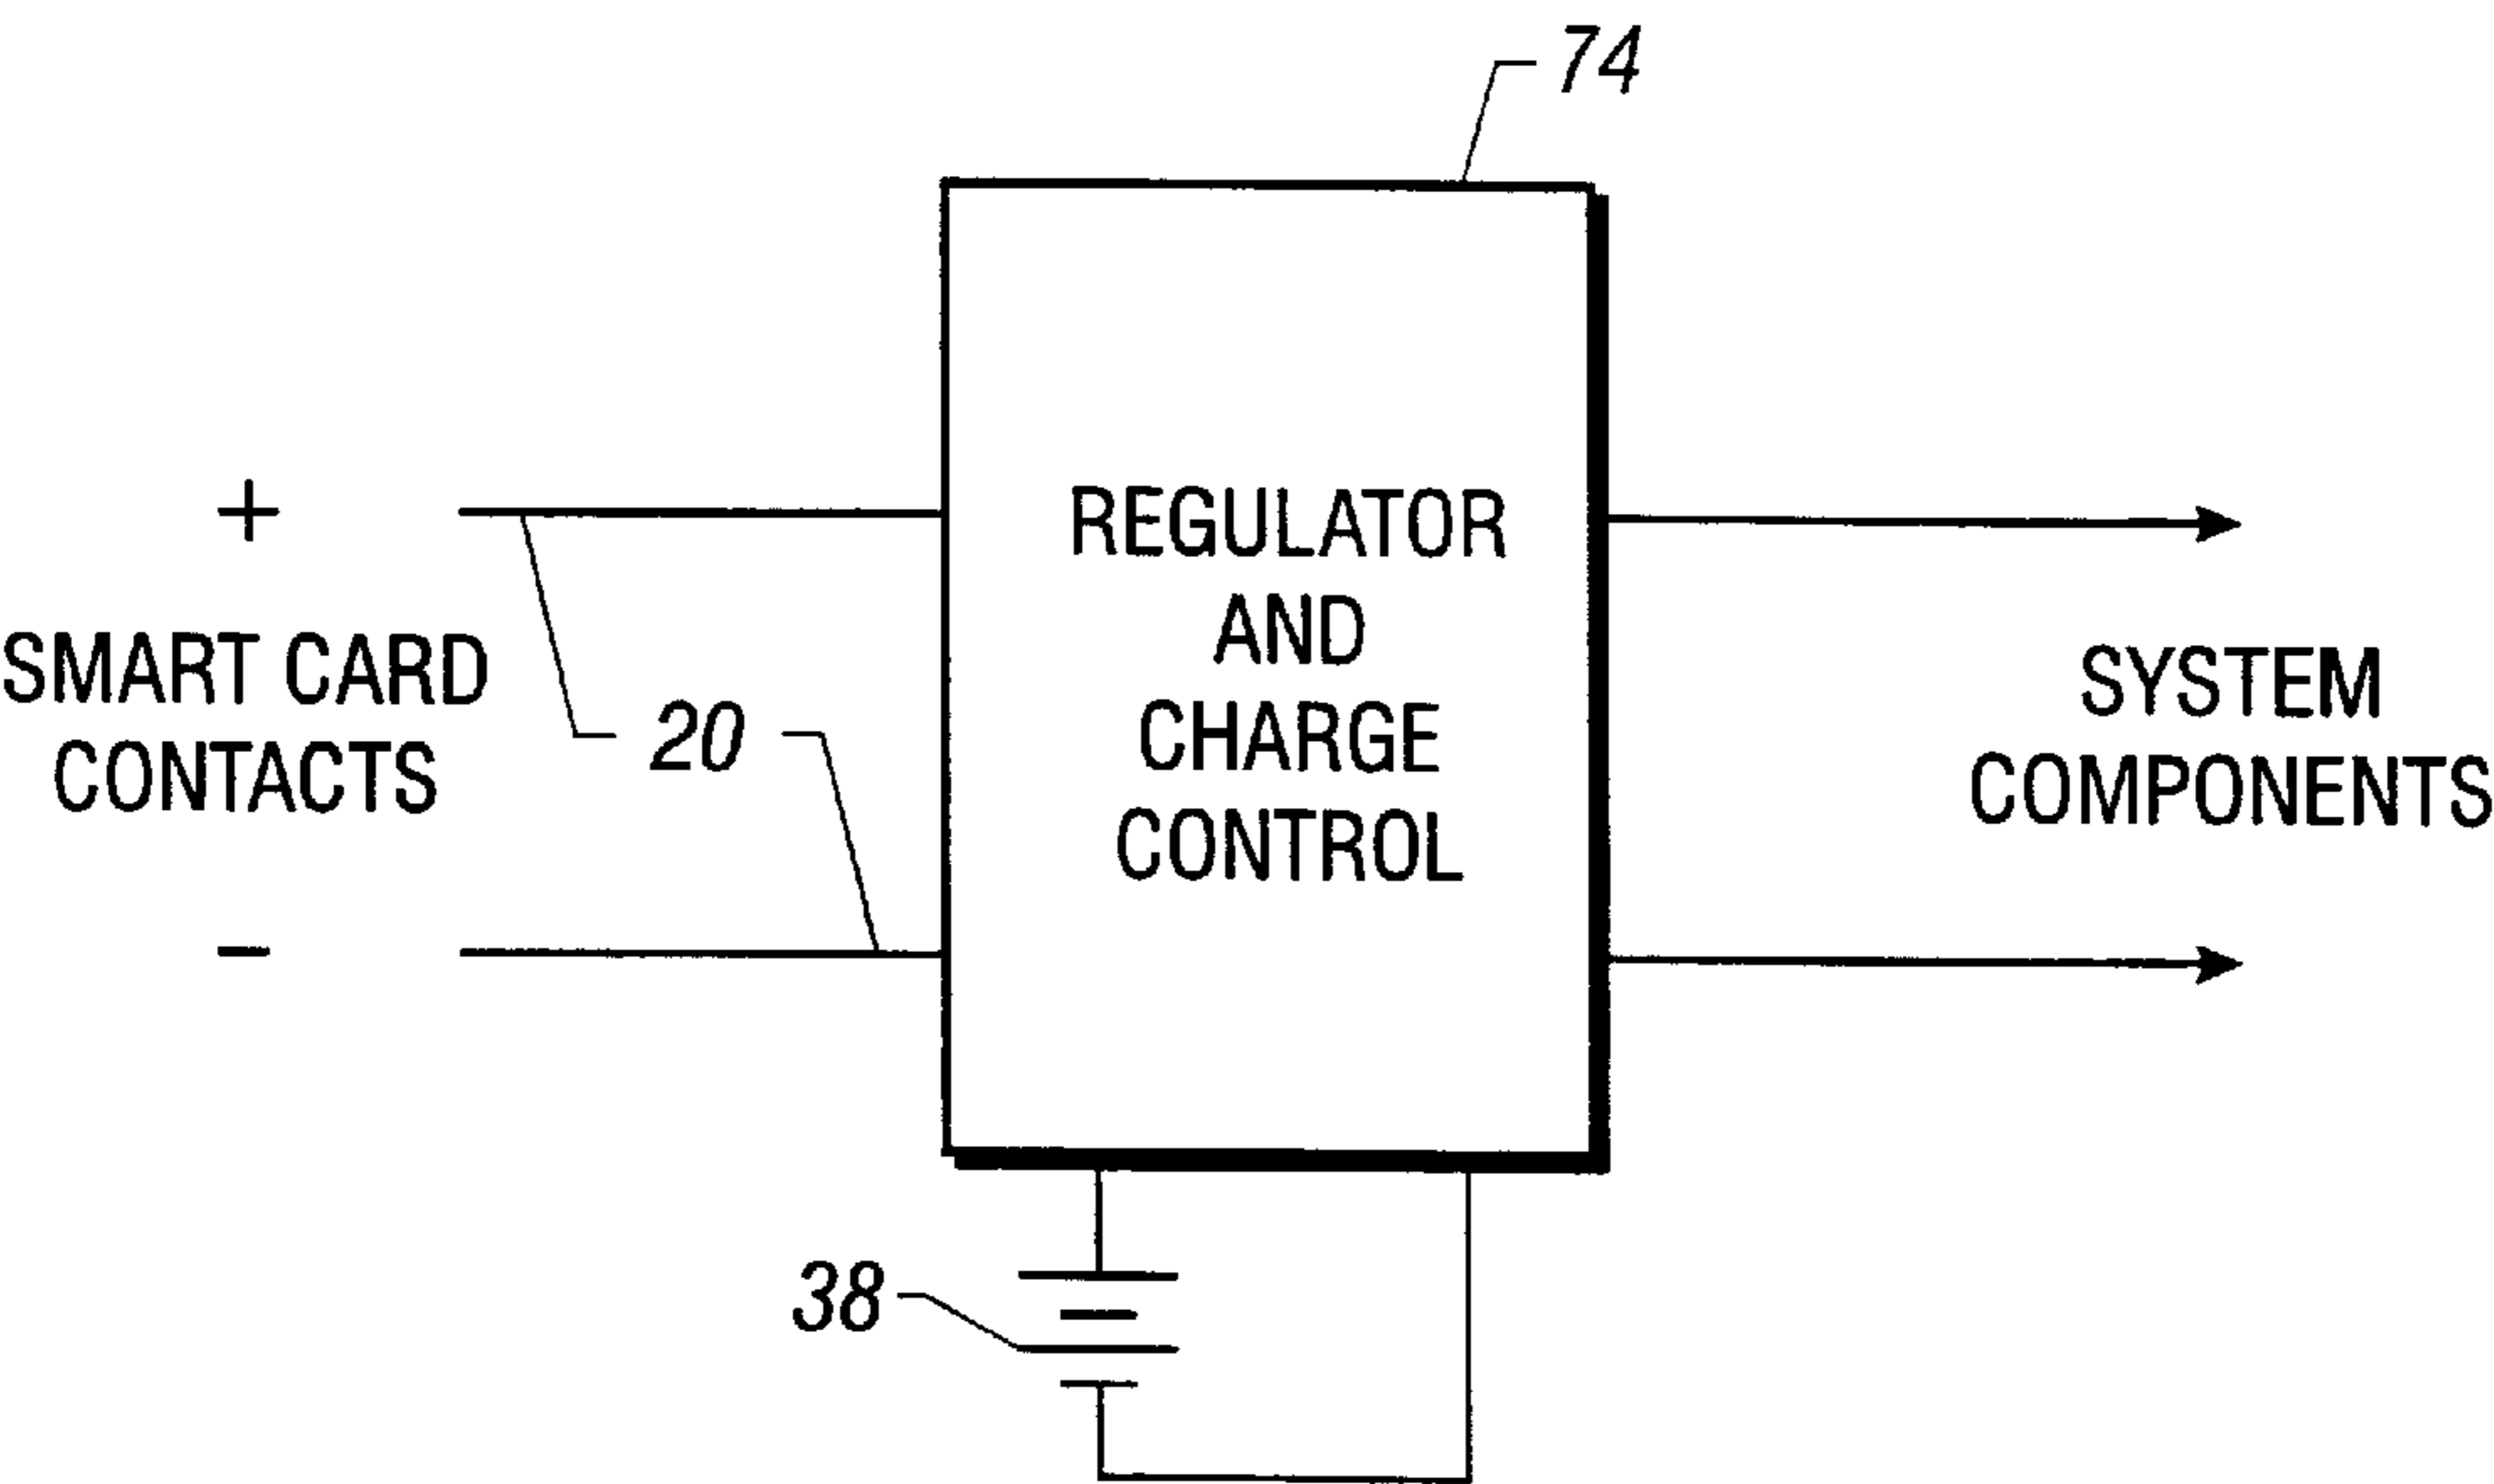 74
+
REGULATOR
AND
CHARGE
CONTROL
SMART CARD
CONTACTS
20
SYSTEM
COMPONENTS
-
38